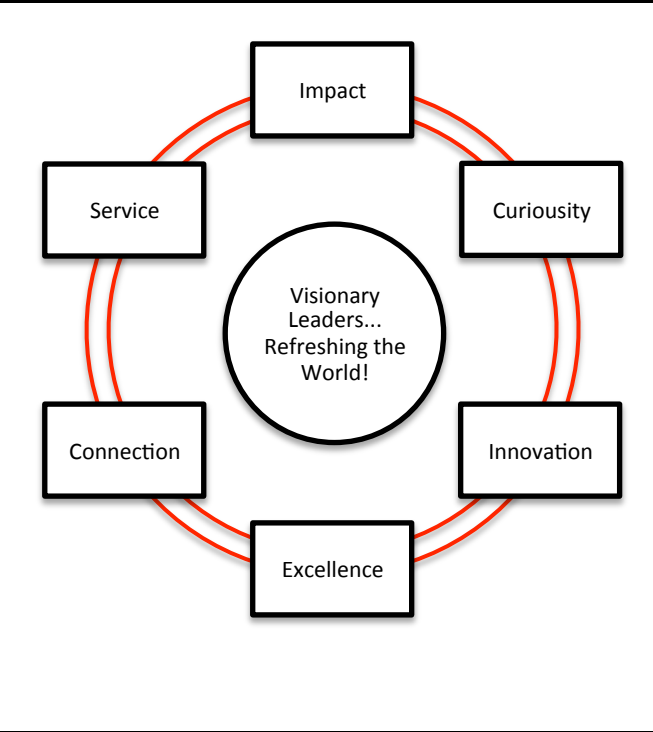 Impact
Service
Curiousity
Visionary
Leaders...
Refreshing the
World!
Connection
Innovation
Excellence